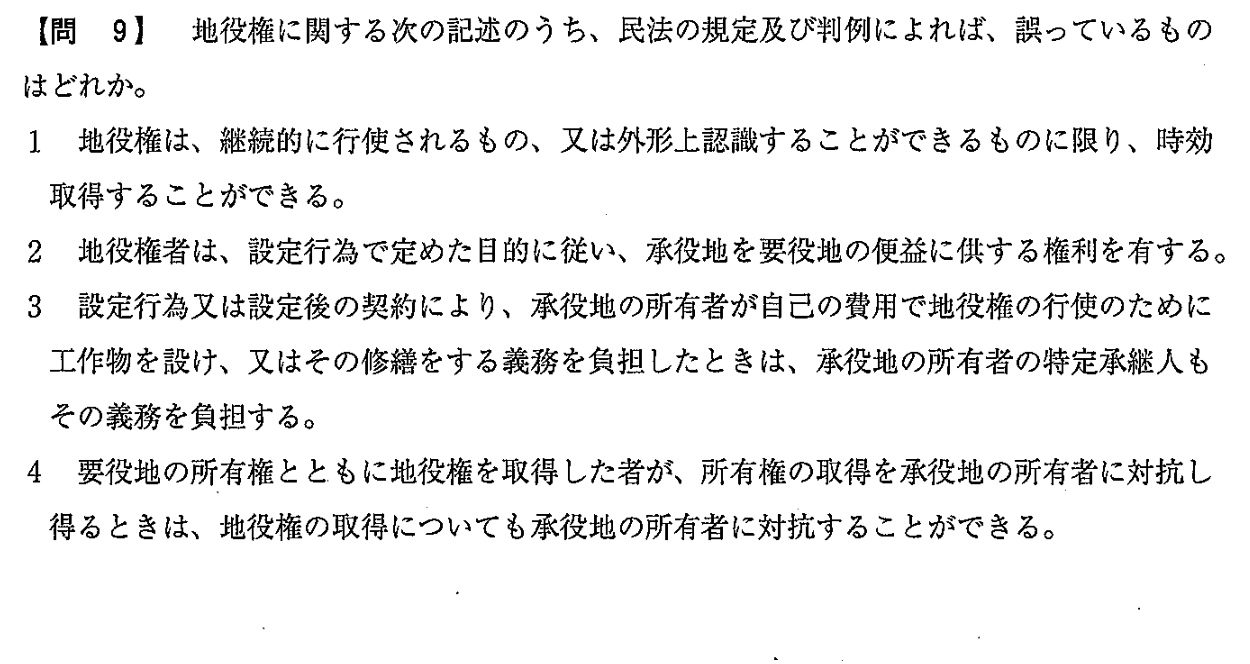 【問　9】　地役権に関する次の記述のうち、民法の規定及び判例によれば、誤っているもの
はどれか。
1　地役権は、継続的に行使されるもの、又は外形上認識することができるものに限り、時効
取得することができる。
2　地役権者は、設定行為で定めた目的に従い、承役地を要役地の便益に供する権利を有する。
3　設定行為又は設定後の契約により、承役地の所有者が自己の費用で地役権の行使のために
工作物を設け、又はその修繕をする義務を負担したときは、承役地の所有者の特定承継人も
その義務を負担する。
4　要役地の所有権とともに地役権を取得した者が、所有権の取得を承役地の所有者に対抗し
得るときは、地役権の取得についても承役地の所有者に対抗することができる。